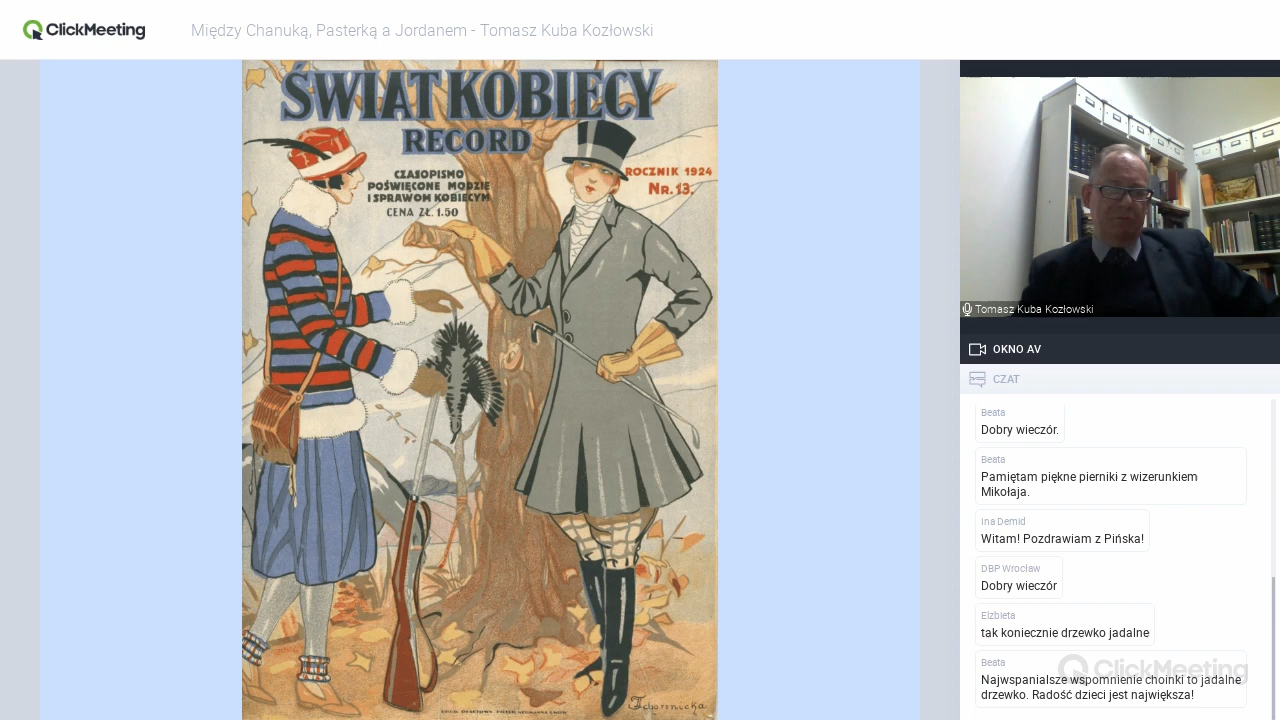 ClickMeeting
Między Chanuką, Pasterką a Jordanem - Tomasz Kuba Kozłowski
ŚWIAT KOBIECY
RECORD
CZASOPISMO
POŚWIĘCONE MODZIE
I SPRAWOM KOBIECYM
CENA ZŁ. 1.50
ROCZNIK 1924
NR. 13.
Tomasz Kuba Kozłowski
OKNO AV
CZAT
Beata
Dobry wieczór.
Beata
Pamiętam piękne pierniki z wizerunkiem
Mikołaja.
Ina Demid
Witam! Pozdrawiam z Pińska!
DBP Wrocław
Dobry wieczór
Elżbieta
tak koniecznie drzewko jadalne
Beata
Najwspanialsze wspomnienie choinki to jadalne
drzewko. Radość dzieci jest największa!
ClickMeeting